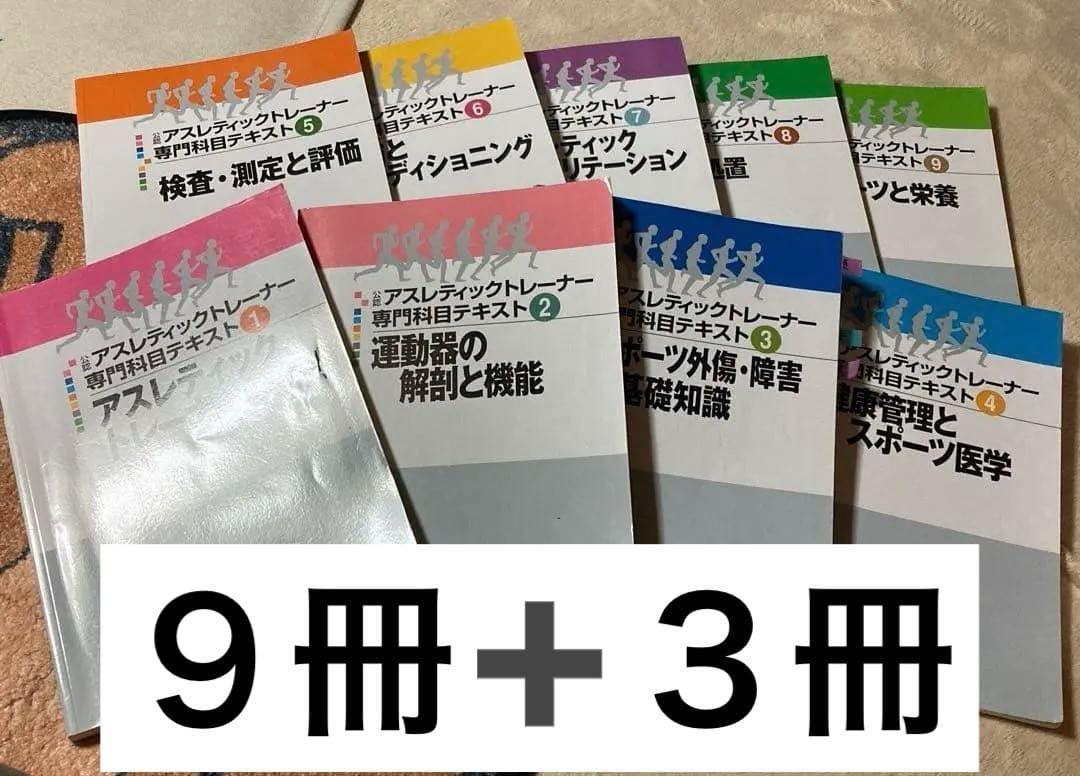 公認
アスレティックトレーナー
専門科目テキスト5
検査・測定と評価
ティックトレーナー
目テキスト6
と
ディショニング
ティックトレーナー
目テキスト7
ティック
リテーション
ティックトレーナー
テキスト8
処置
ティックトレーナー
目テキスト9
ーツと栄養
公認
アスレティックトレーナー
専門科目テキスト1
アスレティック
トレー
公認
アスレティックトレーナー
専門科目テキスト2
運動器の
解剖と機能
アスレティックトレーナー
門科目テキスト3
ポーツ外傷・障害
基礎知識
アスレティックトレーナー
門科目テキスト4
健康管理と
スポーツ医学
9冊➕3冊